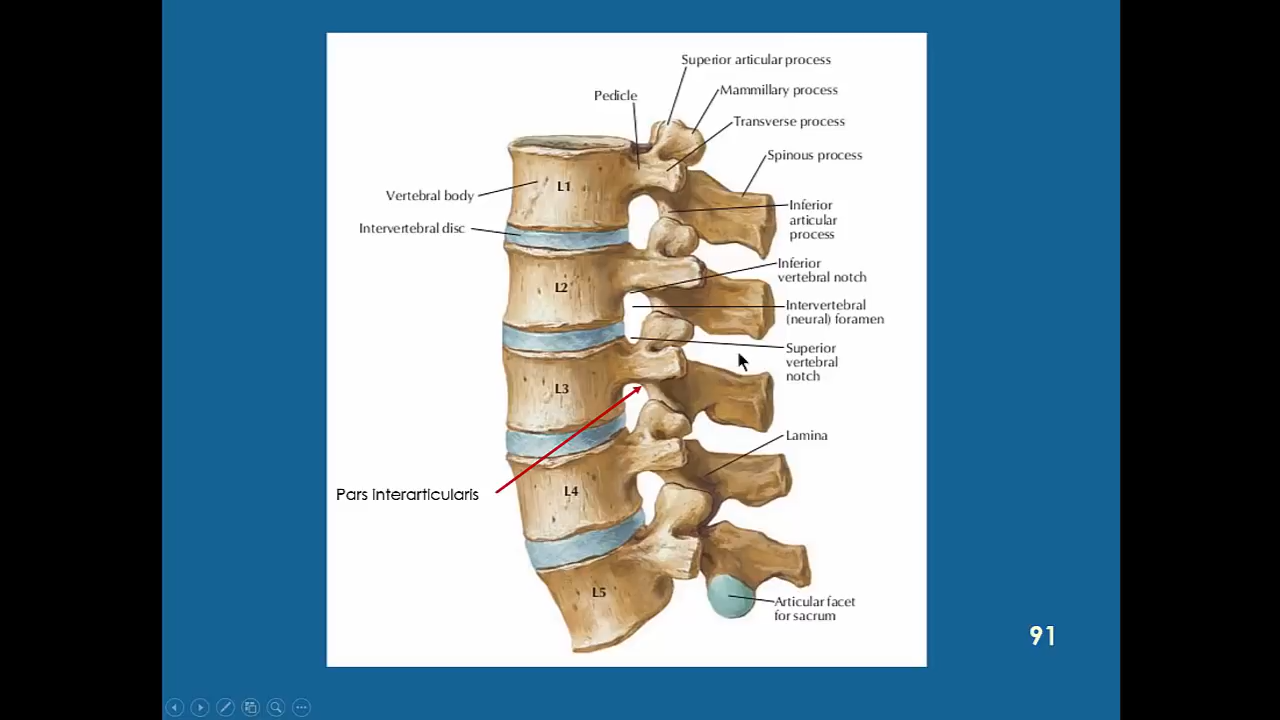 Superior articular process
Mammillary process
Pedicle
Transverse process
Spinous process
Vertebral body
L1
Inferior
articular
process
Intervertebral disc
Inferior
vertebral notch
L2
Intervertebral
(neural) foramen
Superior
vertebral
notch
L3
Lamina
Pars interarticularis
L4
L5
Articular facet
for sacrum
91